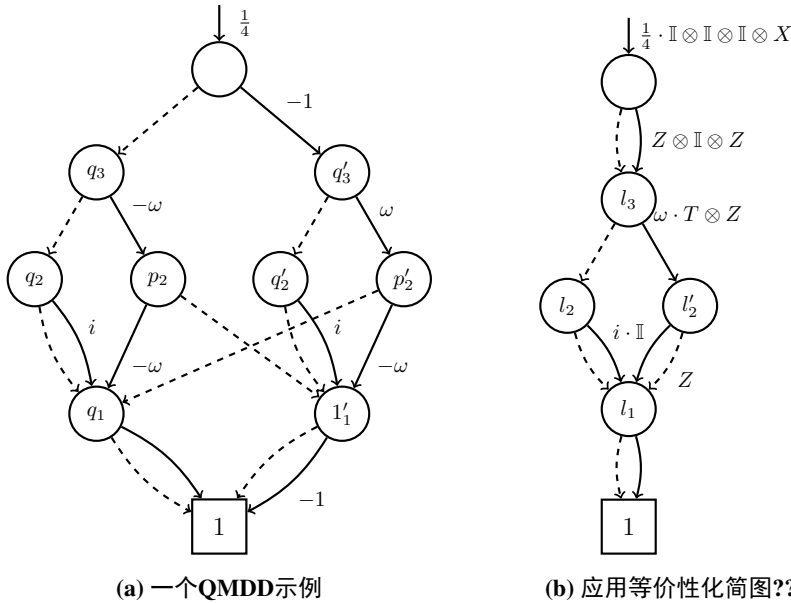 1/4
−1
q₃
q′₃
−ω
ω
q₂
p₂
q′₂
p′₂
i
−ω
i
−ω
q₁
1′₁
−1
1
(a) 一个QMDD示例
1/4 · 𝕀 ⊗ 𝕀 ⊗ 𝕀 ⊗ X
Z ⊗ 𝕀 ⊗ Z
l₃
ω · T ⊗ Z
l₂
l′₂
i · 𝕀
Z
l₁
1
(b) 应用等价性化简图??